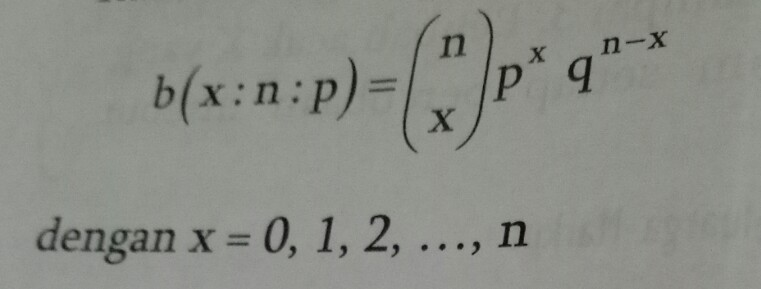 b(x:n:p)=(n x)p^x q^{n-x}
dengan x = 0, 1, 2, ..., n